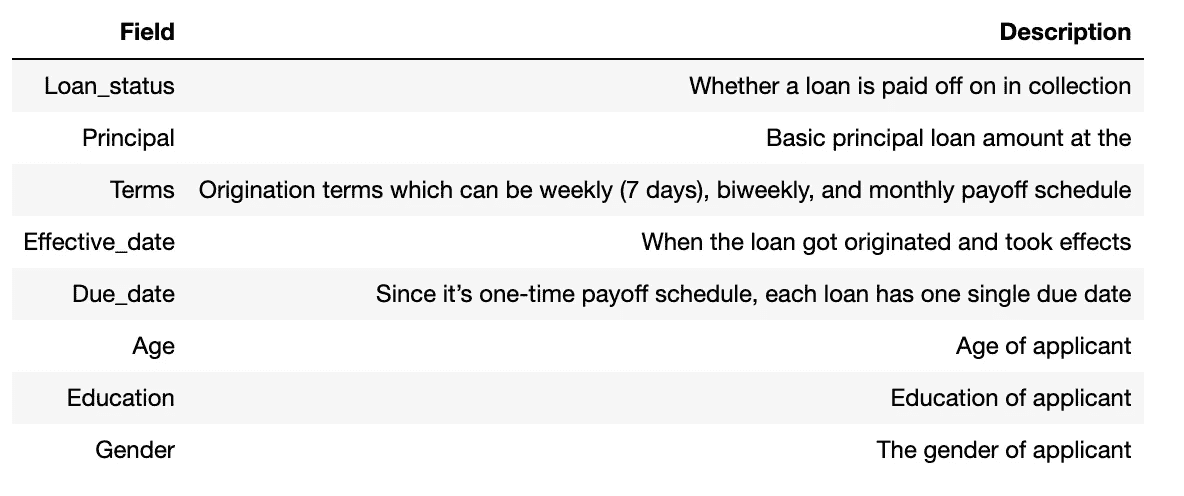 Field Description
Loan_status Whether a loan is paid off on in collection
Principal Basic principal loan amount at the
Terms Origination terms which can be weekly (7 days), biweekly, and monthly payoff schedule
Effective_date When the loan got originated and took effects
Due_date Since it’s one-time payoff schedule, each loan has one single due date
Age Age of applicant
Education Education of applicant
Gender The gender of applicant